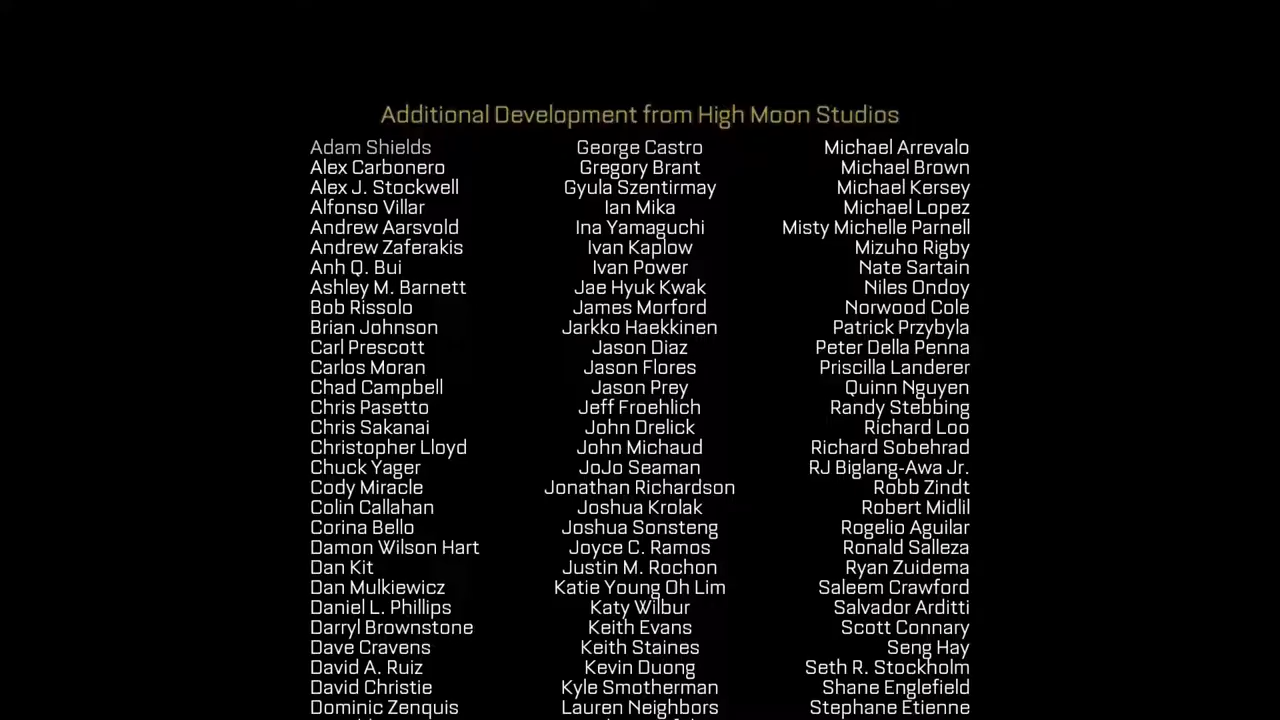 Additional Development from High Moon Studios
Adam Shields George Castro Michael Arrevalo
Alex Carbonero Gregory Brant Michael Brown
Alex J. Stockwell Gyula Szentirmay Michael Kersey
Alfonso Villar Ian Mika Michael Lopez
Andrew Aarsvold Ina Yamaguchi Misty Michelle Parnell
Andrew Zaferakis Ivan Kaplow Mizuho Rigby
Anh Q. Bui Ivan Power Nate Sartain
Ashley M. Barnett Jae Hyuk Kwak Niles Ondoy
Bob Rissolo James Morford Norwood Cole
Brian Johnson Jarkko Haekkinen Patrick Przybyla
Carl Prescott Jason Diaz Peter Della Penna
Carlos Moran Jason Flores Priscilla Landerer
Chad Campbell Jason Prey Quinn Nguyen
Chris Pasetto Jeff Froehlich Randy Stebbing
Chris Sakanai John Drelick Richard Loo
Christopher Lloyd John Michaud Richard Sobehrad
Chuck Yager JoJo Seaman RJ Biglang-Awa Jr.
Cody Miracle Jonathan Richardson Robb Zindt
Colin Callahan Joshua Krolak Robert Midlil
Corina Bello Joshua Sonsteng Rogelio Aguilar
Damon Wilson Hart Joyce C. Ramos Ronald Salleza
Dan Kit Justin M. Rochon Ryan Zuidema
Dan Mulkiewicz Katie Young Oh Lim Saleem Crawford
Daniel L. Phillips Katy Wilbur Salvador Arditti
Darryl Brownstone Keith Evans Scott Connary
Dave Cravens Keith Staines Seng Hay
David A. Ruiz Kevin Duong Seth R. Stockholm
David Christie Kyle Smotherman Shane Englefield
Dominic Zenquis Lauren Neighbors Stephane Etienne